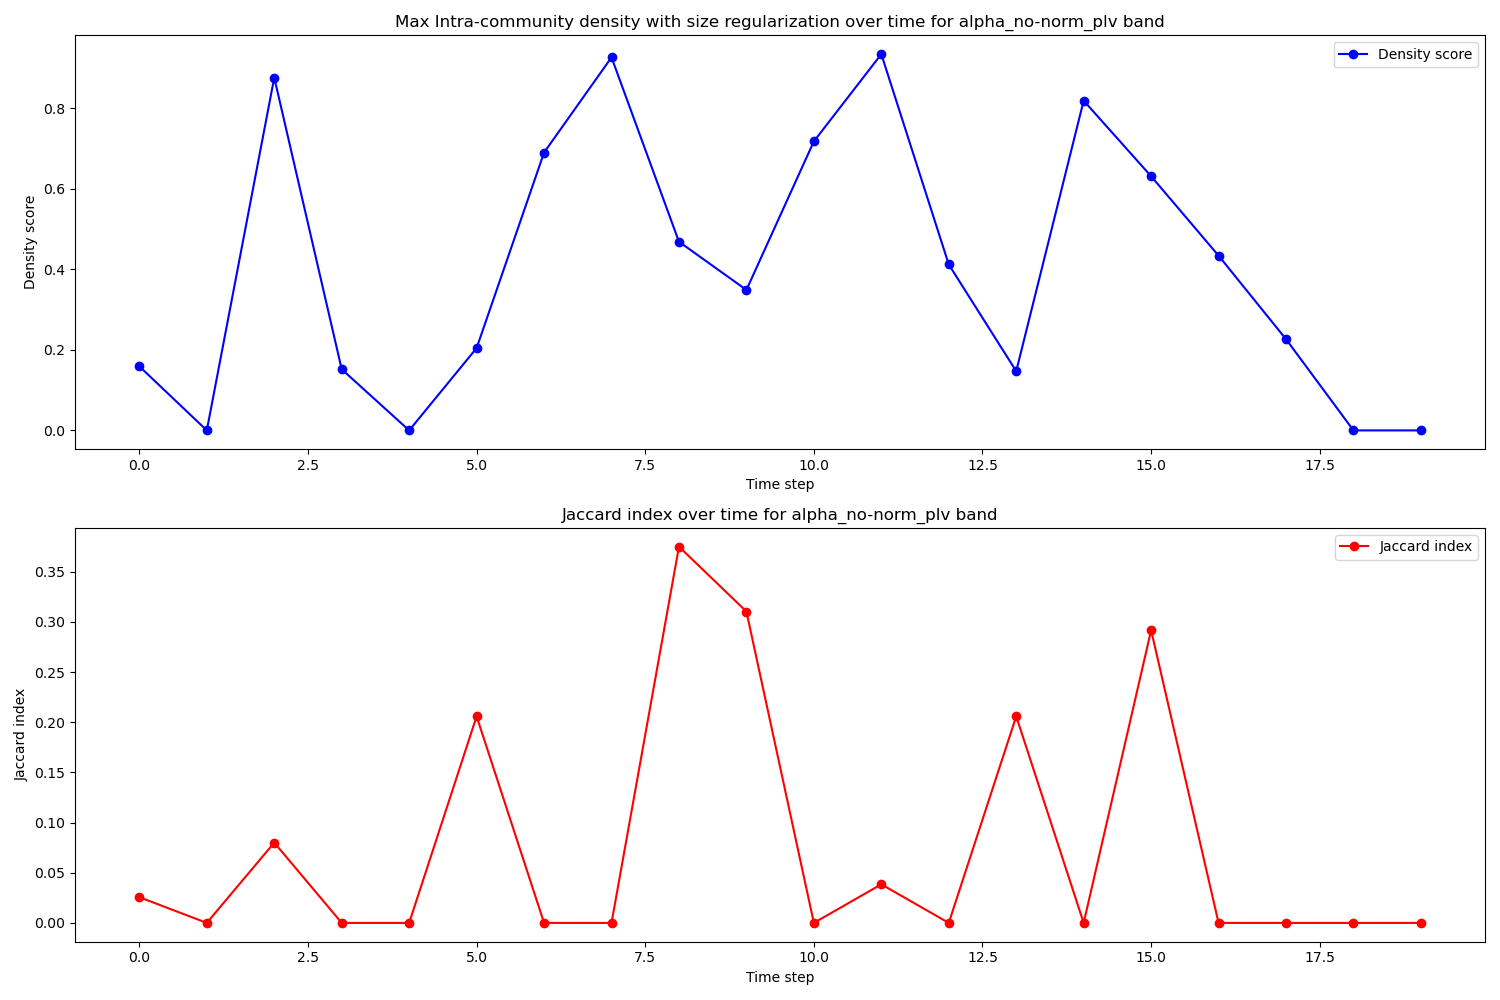 Max Intra-community density with size regularization over time for alpha_no-norm_plv band
Density score
Density score
0.8
0.6
0.4
0.2
0.0
0.0 2.5 5.0 7.5 10.0 12.5 15.0 17.5
Time step
Jaccard index over time for alpha_no-norm_plv band
Jaccard index
Jaccard index
0.35
0.30
0.25
0.20
0.15
0.10
0.05
0.00
0.0 2.5 5.0 7.5 10.0 12.5 15.0 17.5
Time step